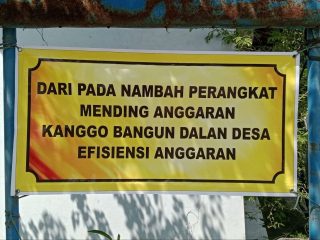 DARI PADA NAMBAH PERANGKAT
MENDING ANGGARAN
KANGGO BANGUN DALAN DESA
EFISIENSI ANGGARAN